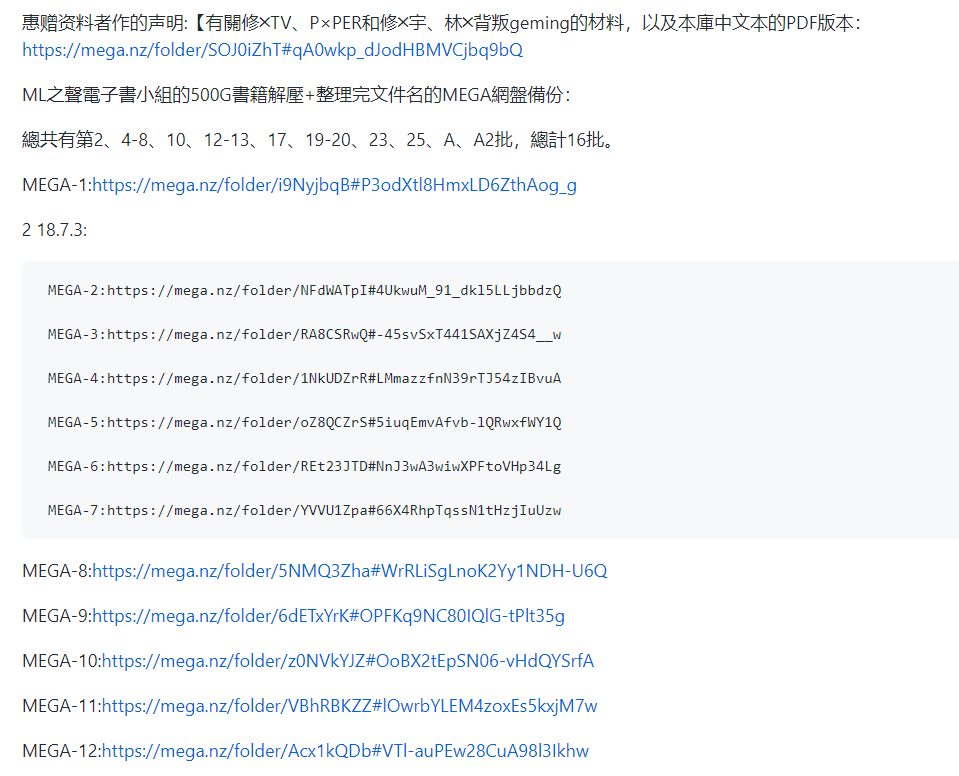 惠赠资料者作的声明:【有關修×TV、P×PER和修×宇、林×背叛geming的材料，以及本庫中文本的PDF版本：
https://mega.nz/folder/SOJ0iZhT#qA0wkp_dJodHBMVCjbq9bQ
ML之聲電子書小組的500G書籍解壓+整理完文件名的MEGA網盤備份：
總共有第2、4-8、10、12-13、17、19-20、23、25、A、A2批，總計16批。
MEGA-1:https://mega.nz/folder/i9NyjbqB#P3odXtl8HmxLD6ZthAog_g
2 18.7.3:
MEGA-2:https://mega.nz/folder/NFdWATpI#4UkwuM_91_dkl5LLjbbdzQ
MEGA-3:https://mega.nz/folder/RA8CSRwQ#-45svSxT441SAXjZ4S4__w
MEGA-4:https://mega.nz/folder/1NkUDZrR#LMmazzfnN39rTJ54zIBvuA
MEGA-5:https://mega.nz/folder/oZ8QCZrS#5iuqEmvAfvb-lQRwxfWY1Q
MEGA-6:https://mega.nz/folder/REt23JTD#NnJ3wA3wiwXPFtoVHp34Lg
MEGA-7:https://mega.nz/folder/YVVU1Zpa#66X4RhpTqssN1tHzjIuUzw
MEGA-8:https://mega.nz/folder/5NMQ3Zha#WrRLiSgLnoK2Yy1NDH-U6Q
MEGA-9:https://mega.nz/folder/6dETxYrK#OPFKq9NC80IQlG-tPlt35g
MEGA-10:https://mega.nz/folder/z0NVkYJZ#OoBX2tEpSN06-vHdQYSrfA
MEGA-11:https://mega.nz/folder/VBhRBKZZ#lOwrbYLEM4zoxEs5kxjM7w
MEGA-12:https://mega.nz/folder/Acx1kQDb#VTl-auPEw28CuA98l3Ikhw